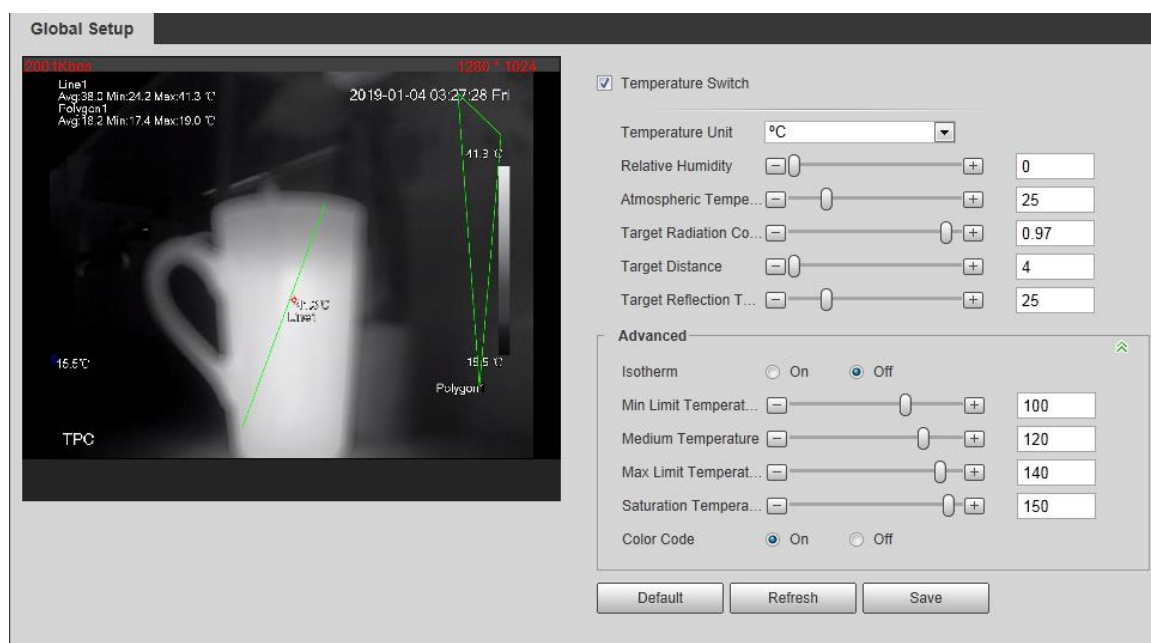 Global Setup
2001Kbps
1280 * 1024
Line1
Avg:38.0 Min:24.2 Max:41.3 ℃
Polygon1
Avg:18.2 Min:17.4 Max:19.0 ℃
2019-01-04 03:27:28 Fri
41.3 ℃
Line1
15.5℃
15.5 ℃
Polygon1
TPC
Temperature Switch
Temperature Unit ℃
Relative Humidity 0
Atmospheric Tempe... 25
Target Radiation Co... 0.97
Target Distance 4
Target Reflection T... 25
Advanced
Isotherm On Off
Min Limit Temperat... 100
Medium Temperature 120
Max Limit Temperat... 140
Saturation Tempera... 150
Color Code On Off
Default Refresh Save